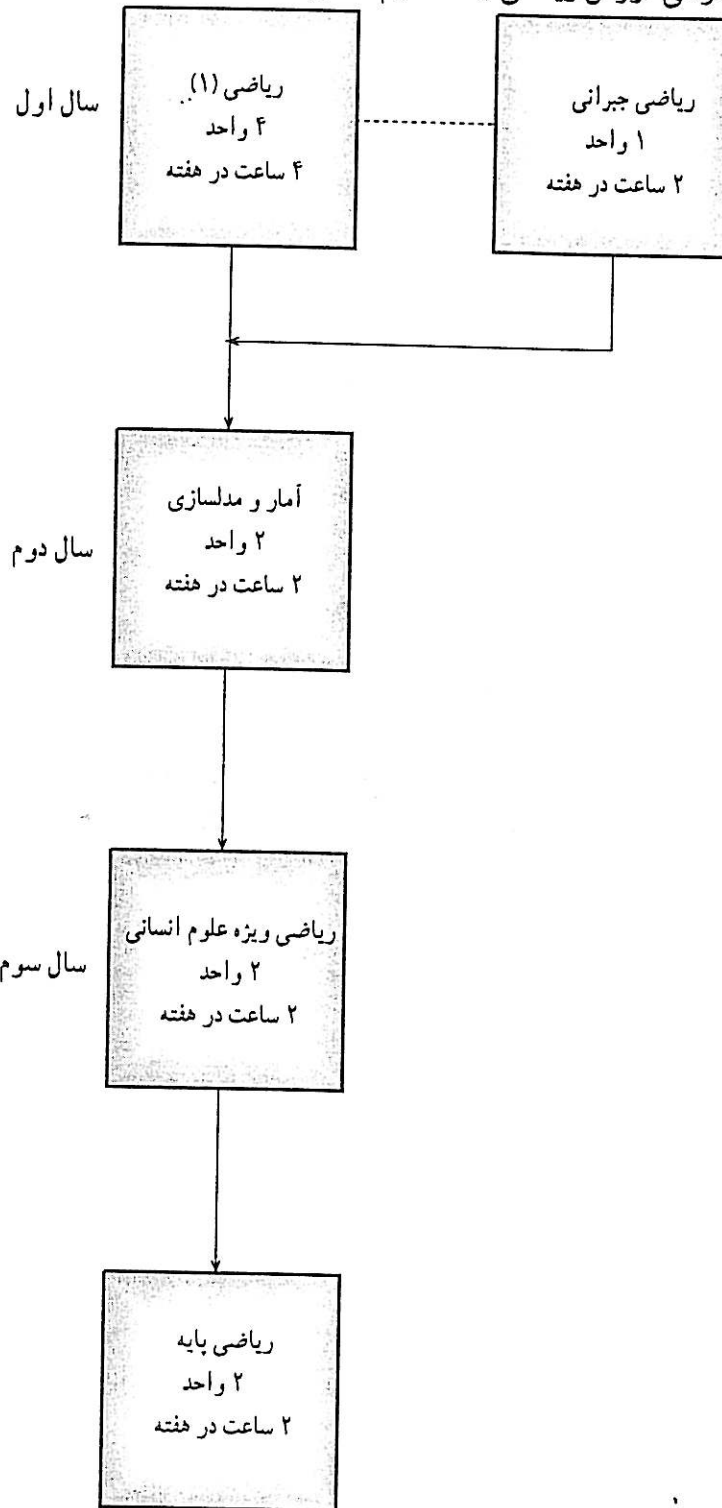 ریاضی جبرانی
۱ واحد
۲ ساعت در هفته
ریاضی (۱)
۴ واحد
۴ ساعت در هفته
سال اول
آمار و مدلسازی
۲ واحد
۲ ساعت در هفته
سال دوم
ریاضی ویژه علوم انسانی
۲ واحد
۲ ساعت در هفته
سال سوم
ریاضی پایه
۲ واحد
۲ ساعت در هفته